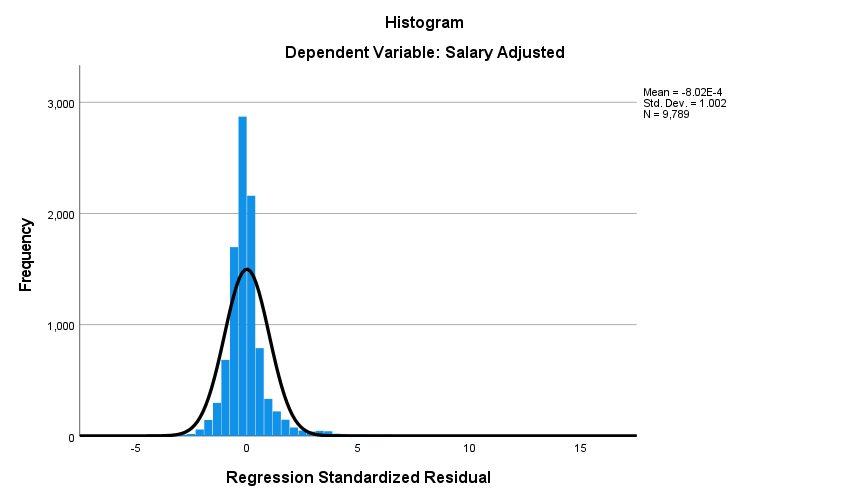 Histogram
Dependent Variable: Salary Adjusted
Mean = -8.02E-4
Std. Dev. = 1.002
N = 9,789
3,000
2,000
1,000
0
Frequency
-5 0 5 10 15
Regression Standardized Residual